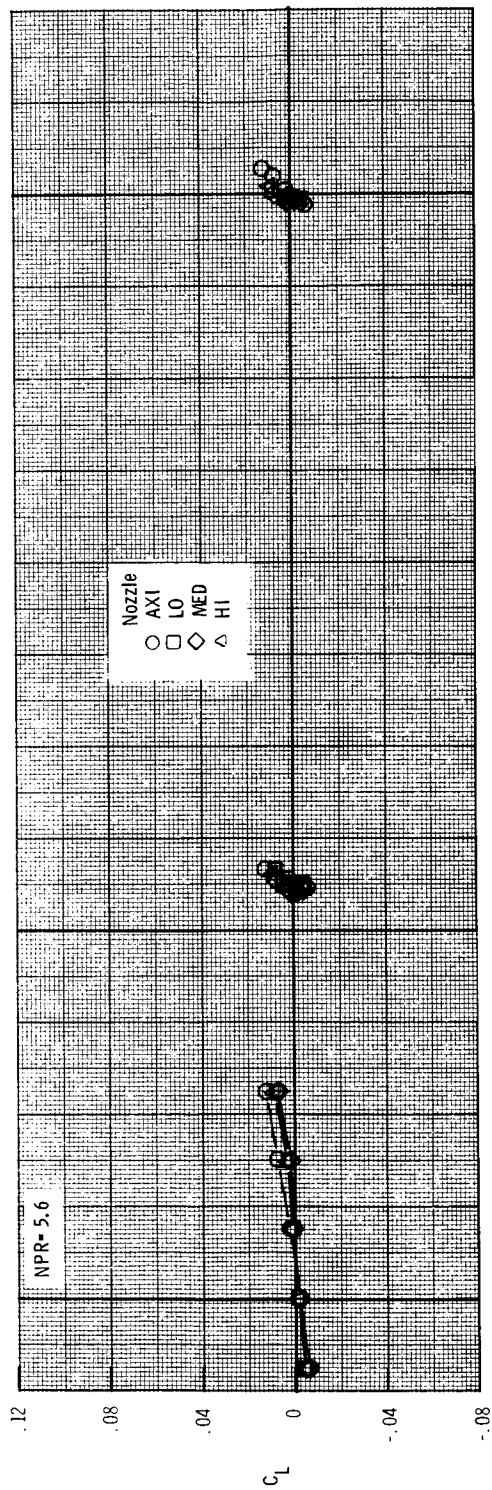 NPR= 5.6
Nozzle
AXI
LO
MED
HI
C_L
.12
.08
.04
0
-.04
-.08